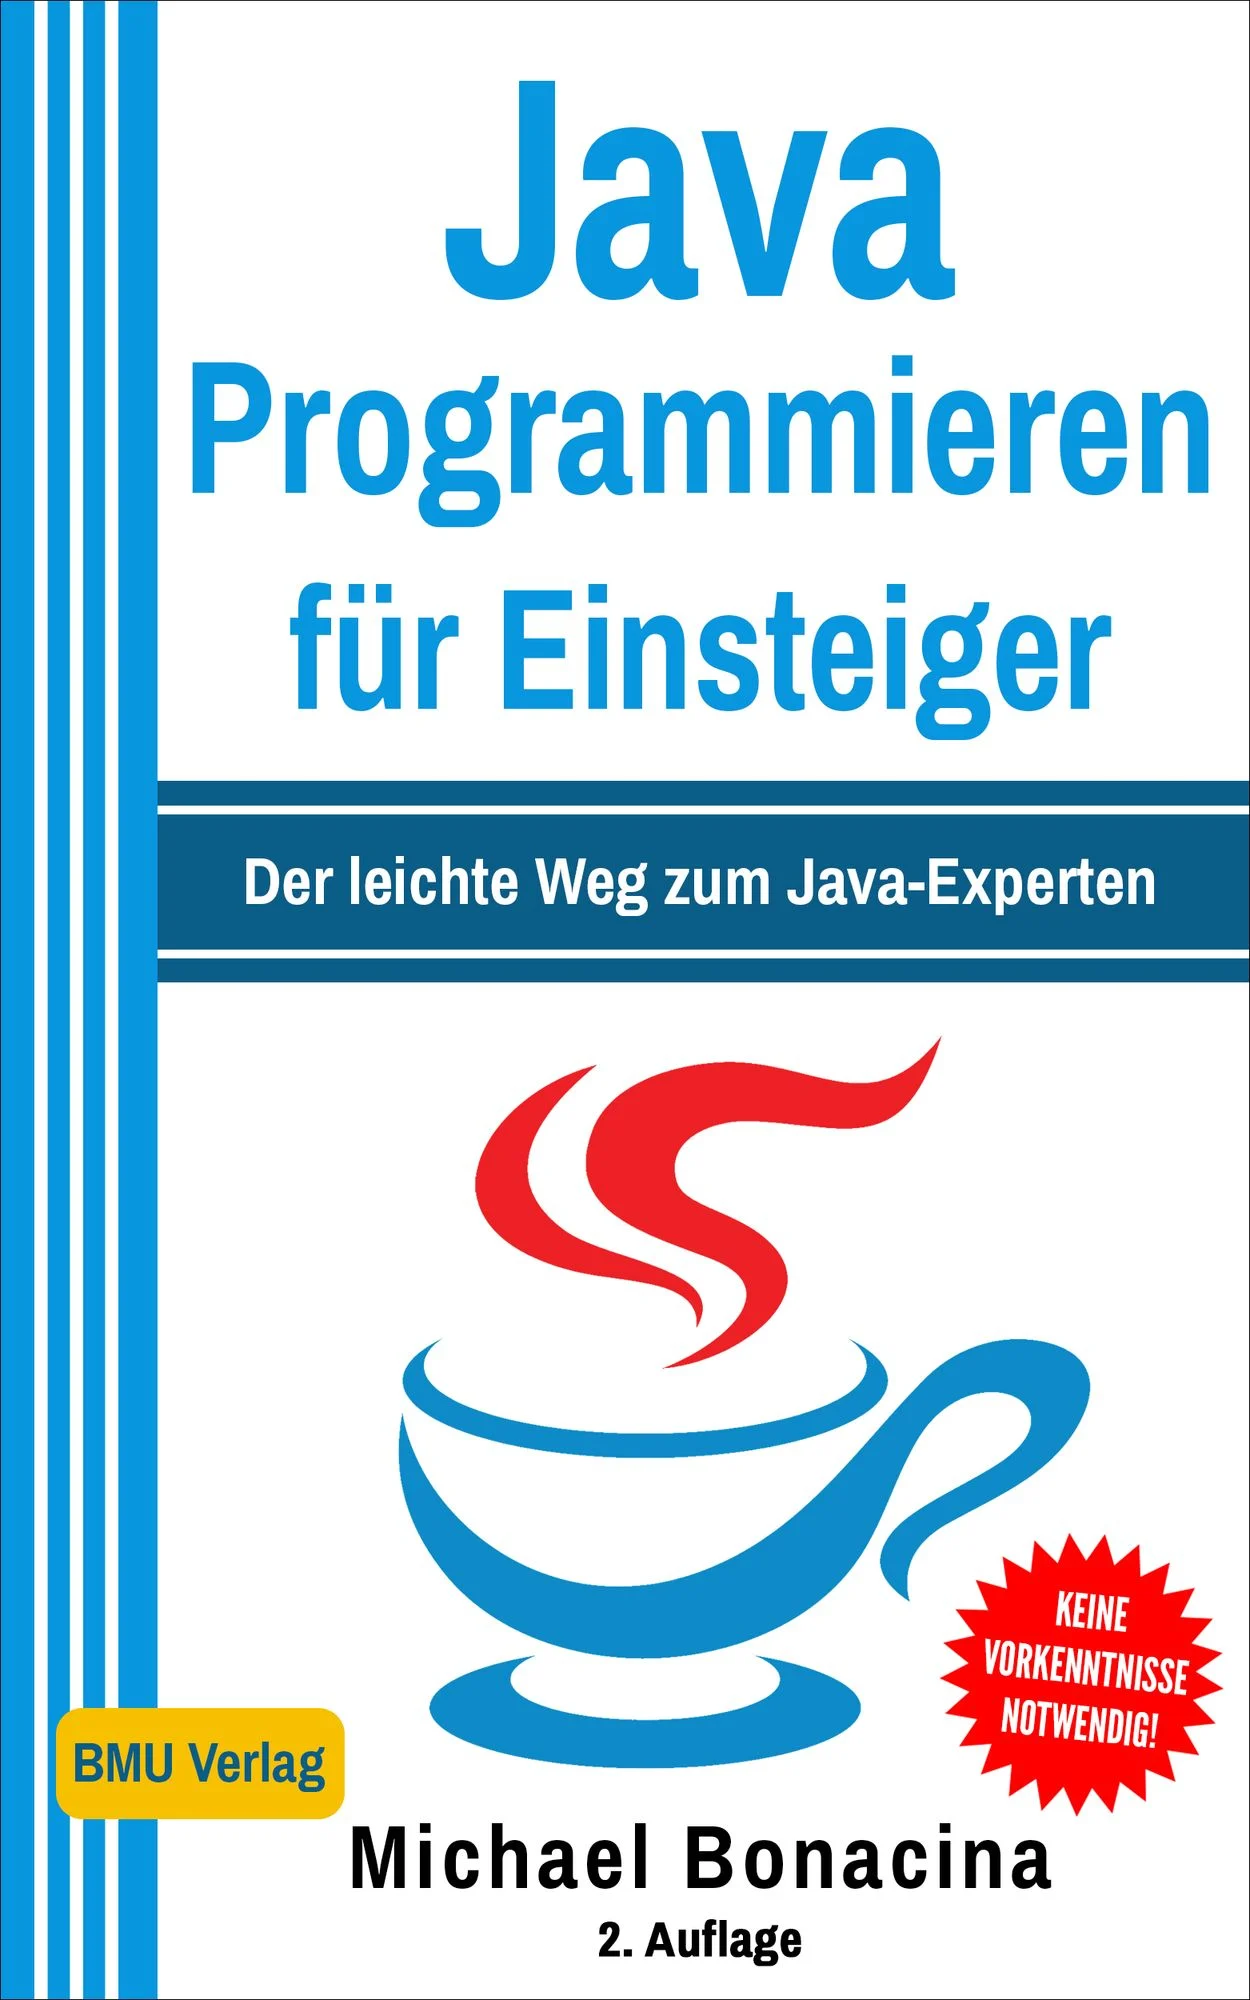 Java
Programmieren
für Einsteiger
Der leichte Weg zum Java-Experten
KEINE
VORKENNTNISSE
NOTWENDIG!
BMU Verlag
Michael Bonacina
2. Auflage